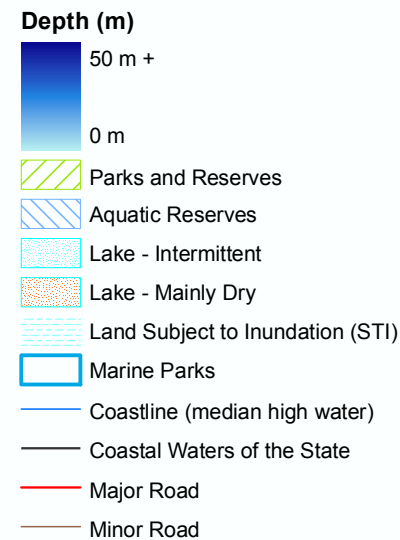 Depth (m)
50 m +
0 m
Parks and Reserves
Aquatic Reserves
Lake - Intermittent
Lake - Mainly Dry
Land Subject to Inundation (STI)
Marine Parks
Coastline (median high water)
Coastal Waters of the State
Major Road
Minor Road